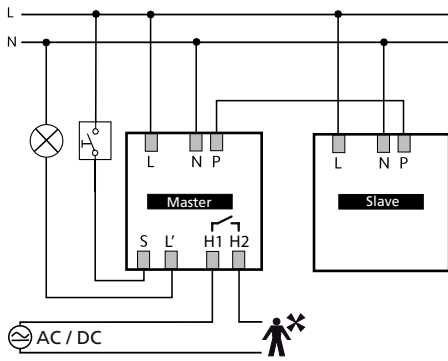 L
N
L N P
L N P
Master
Slave
S L' H1 H2
AC / DC